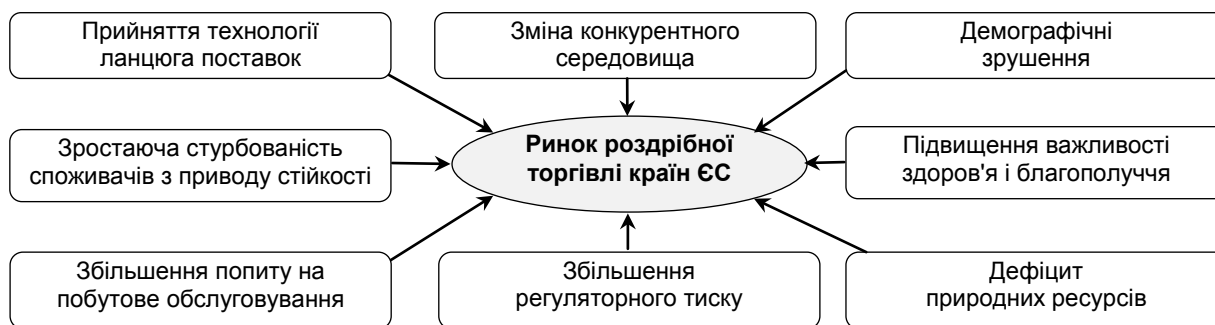 Прийняття технології
ланцюга поставок
Зміна конкурентного
середовища
Демографічні
зрушення
Зростаюча стурбованість
споживачів з приводу стійкості
Ринок роздрібної
торгівлі країн ЄС
Підвищення важливості
здоров'я і благополуччя
Збільшення попиту на
побутове обслуговування
Збільшення
регуляторного тиску
Дефіцит
природних ресурсів